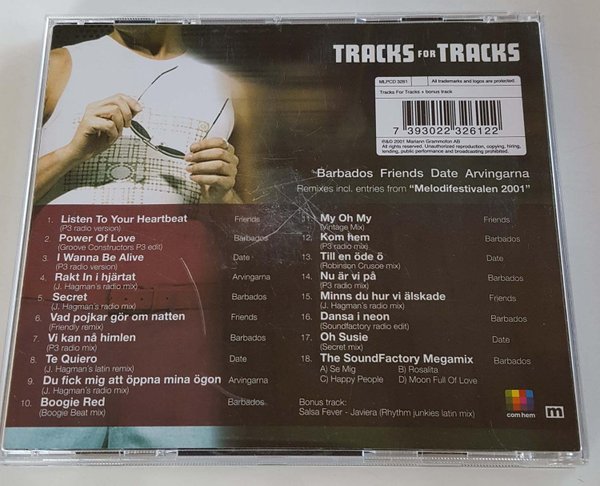 TRACKS FOR TRACKS
MLPCD 3261
All trademarks and logos are protected.
Tracks For Tracks + bonus track
7 393022 326122
℗&© 2001 Mariann Grammofon AB
All rights reserved. Unauthorized reproduction, copying, hiring,
lending, public performance and broadcasting prohibited.
Barbados Friends Date Arvingarna
Remixes incl. entries from "Melodifestivalen 2001"
1. Listen To Your Heartbeat Friends
(P3 radio version)
2. Power Of Love Barbados
(Groove Constructors P3 edit)
3. I Wanna Be Alive Date
(P3 radio version)
4. Rakt In i hjärtat Arvingarna
(J. Hagman's radio mix)
5. Secret Barbados
(J. Hagman's radio mix)
6. Vad pojkar gör om natten Friends
(Friendly remix)
7. Vi kan nå himlen Barbados
(P3 radio mix)
8. Te Quiero Date
(J. Hagman's latin remix)
9. Du fick mig att öppna mina ögon Arvingarna
(J. Hagman's radio mix)
10. Boogie Red Barbados
(Boogie Beat mix)
11. My Oh My Friends
(Vintage Mix)
12. Kom hem Barbados
(P3 radio mix)
13. Till en öde ö Date
(Robinson Crusoe mix)
14. Nu är vi på Barbados
(P3 radio mix)
15. Minns du hur vi älskade Friends
(J. Hagman's radio mix)
16. Dansa i neon Barbados
(Soundfactory radio edit)
17. Oh Susie Date
(Secret mix)
18. The SoundFactory Megamix Barbados
A) Se Mig B) Rosalita
C) Happy People D) Moon Full Of Love
Bonus track:
Salsa Fever - Javiera (Rhythm junkies latin mix)
com hem
m